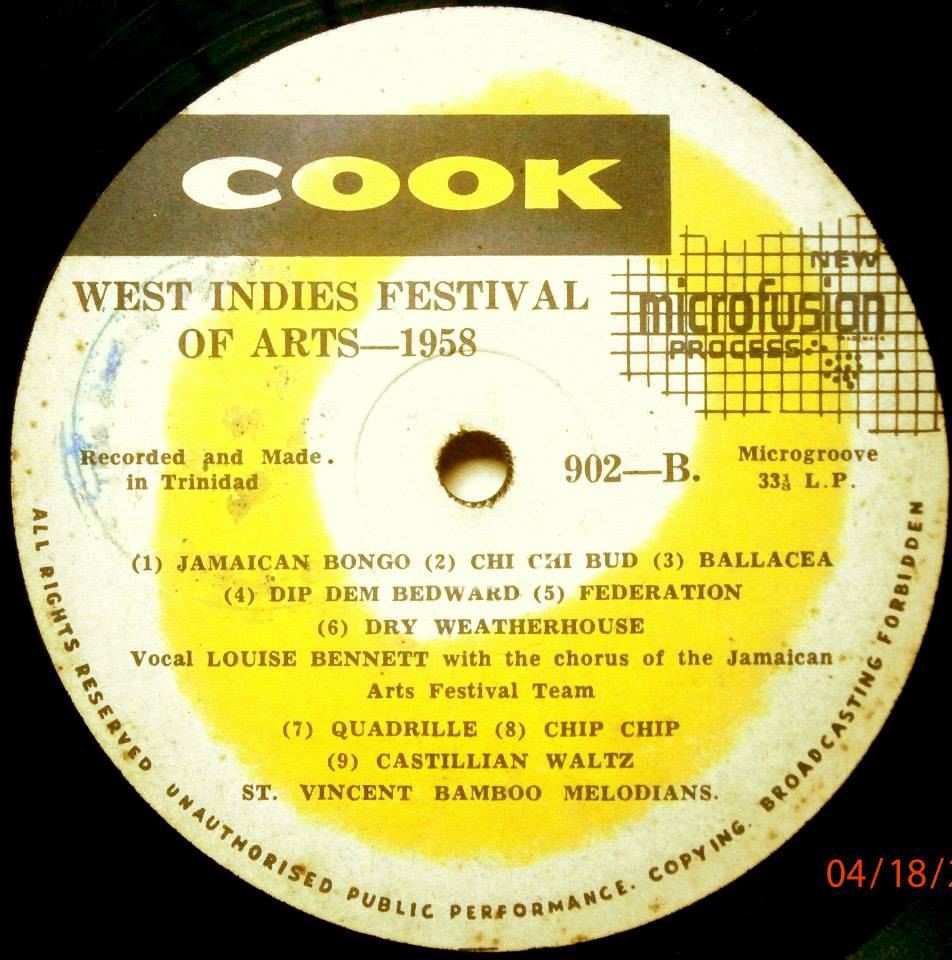 COOK
WEST INDIES FESTIVAL
OF ARTS—1958
NEW
microfusion
PROCESS
Recorded and Made.
in Trinidad
902—B.
Microgroove
33⅓ L.P.
(1) JAMAICAN BONGO (2) CHI CHI BUD (3) BALLACEA
(4) DIP DEM BEDWARD (5) FEDERATION
(6) DRY WEATHERHOUSE
Vocal LOUISE BENNETT with the chorus of the Jamaican
Arts Festival Team
(7) QUADRILLE (8) CHIP CHIP
(9) CASTILLIAN WALTZ
ST. VINCENT BAMBOO MELODIANS.
ALL RIGHTS RESERVED UNAUTHORISED PUBLIC PERFORMANCE. COPYING. BROADCASTING FORBIDDEN
04/18/